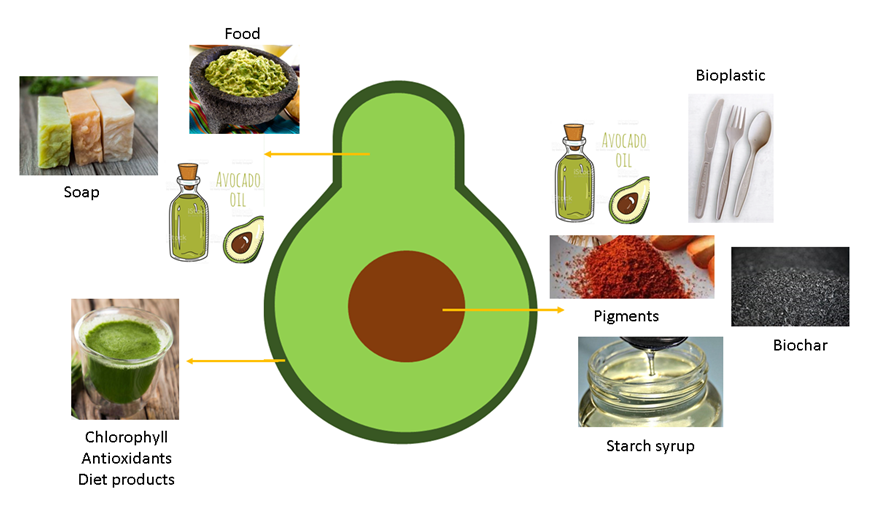 Food
Bioplastic
Soap
AVOCADO
OIL
AVOCADO
OIL
Pigments
Biochar
Chlorophyll
Antioxidants
Diet products
Starch syrup